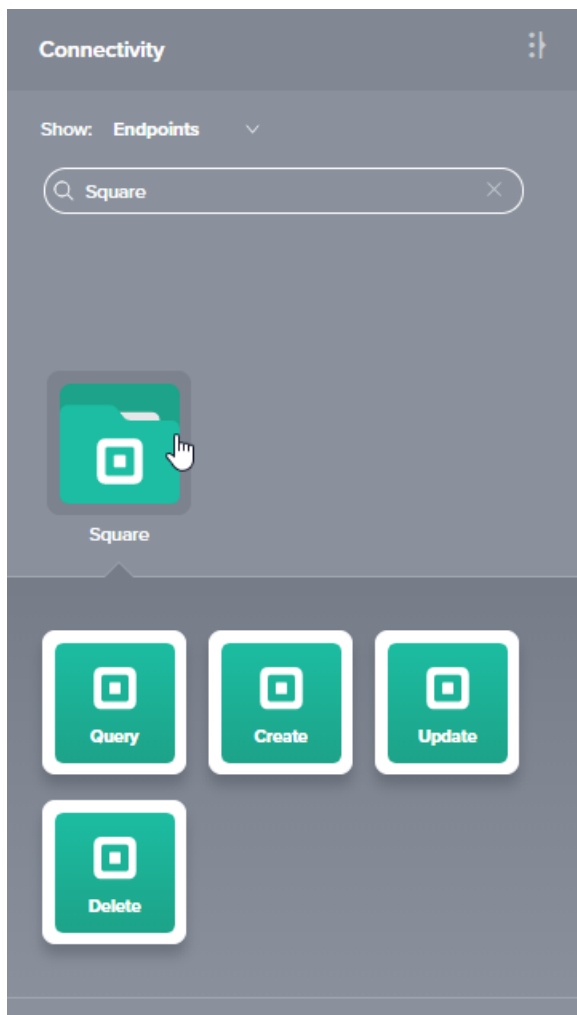 Connectivity
Show: Endpoints
Square
Square
Query Create Update
Delete